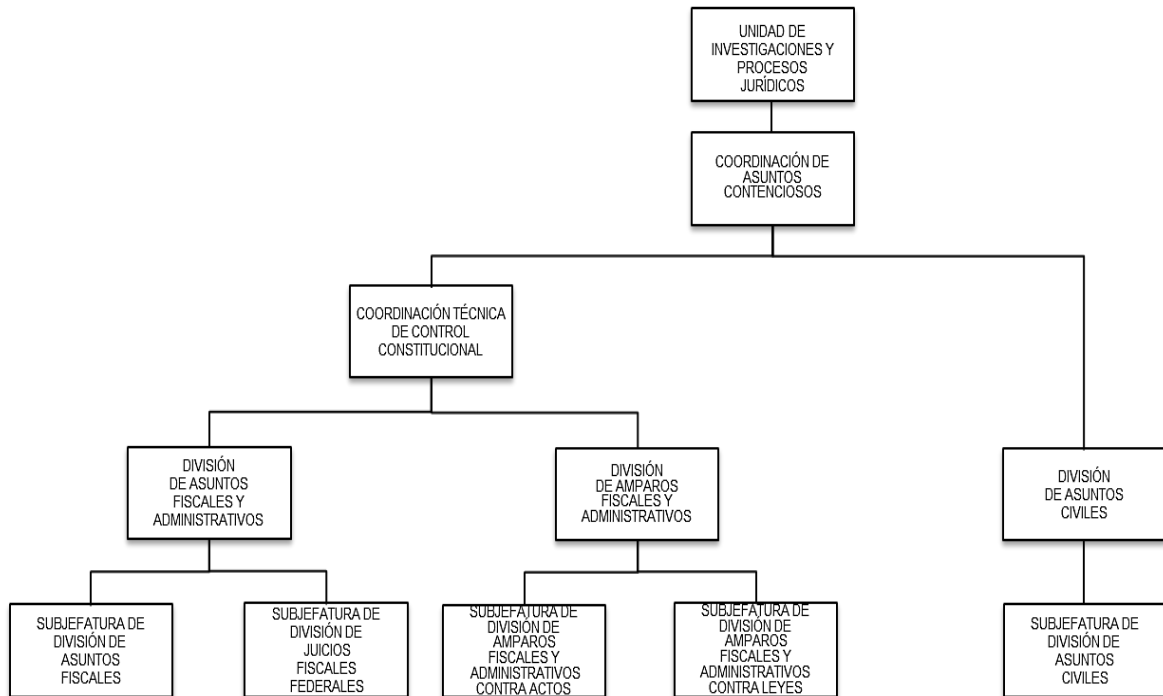 UNIDAD DE
INVESTIGACIONES Y
PROCESOS
JURÍDICOS
COORDINACIÓN DE
ASUNTOS
CONTENCIOSOS
COORDINACIÓN TÉCNICA
DE CONTROL
CONSTITUCIONAL
DIVISIÓN
DE ASUNTOS
FISCALES Y
ADMINISTRATIVOS
DIVISIÓN
DE AMPAROS
FISCALES Y
ADMINISTRATIVOS
DIVISIÓN
DE ASUNTOS
CIVILES
SUBJEFATURA DE
DIVISIÓN DE
ASUNTOS
FISCALES
SUBJEFATURA DE
DIVISIÓN DE
JUICIOS
FISCALES
FEDERALES
SUBJEFATURA DE
DIVISIÓN DE
AMPAROS
FISCALES Y
ADMINISTRATIVOS
CONTRA ACTOS
SUBJEFATURA DE
DIVISIÓN DE
AMPAROS
FISCALES Y
ADMINISTRATIVOS
CONTRA LEYES
SUBJEFATURA DE
DIVISIÓN DE
ASUNTOS
CIVILES